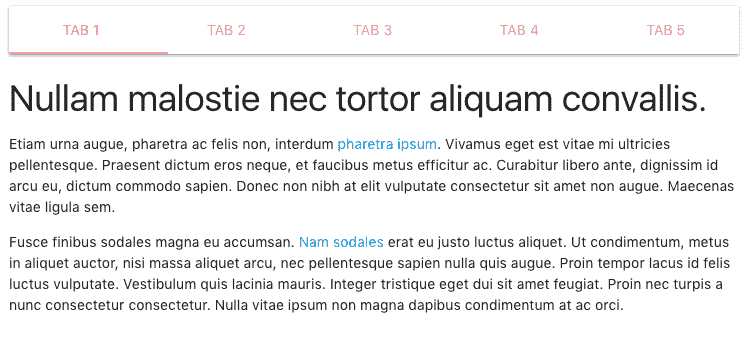 TAB 1 TAB 2 TAB 3 TAB 4 TAB 5
Nullam malostie nec tortor aliquam convallis.
Etiam urna augue, pharetra ac felis non, interdum pharetra ipsum. Vivamus eget est vitae mi ultricies
pellentesque. Praesent dictum eros neque, et faucibus metus efficitur ac. Curabitur libero ante, dignissim id
arcu eu, dictum commodo sapien. Donec non nibh at elit vulputate consectetur sit amet non augue. Maecenas
vitae ligula sem.
Fusce finibus sodales magna eu accumsan. Nam sodales erat eu justo luctus aliquet. Ut condimentum, metus
in aliquet auctor, nisi massa aliquet arcu, nec pellentesque sapien nulla quis augue. Proin tempor lacus id felis
luctus vulputate. Vestibulum quis lacinia mauris. Integer tristique eget dui sit amet feugiat. Proin nec turpis a
nunc consectetur consectetur. Nulla vitae ipsum non magna dapibus condimentum at ac orci.